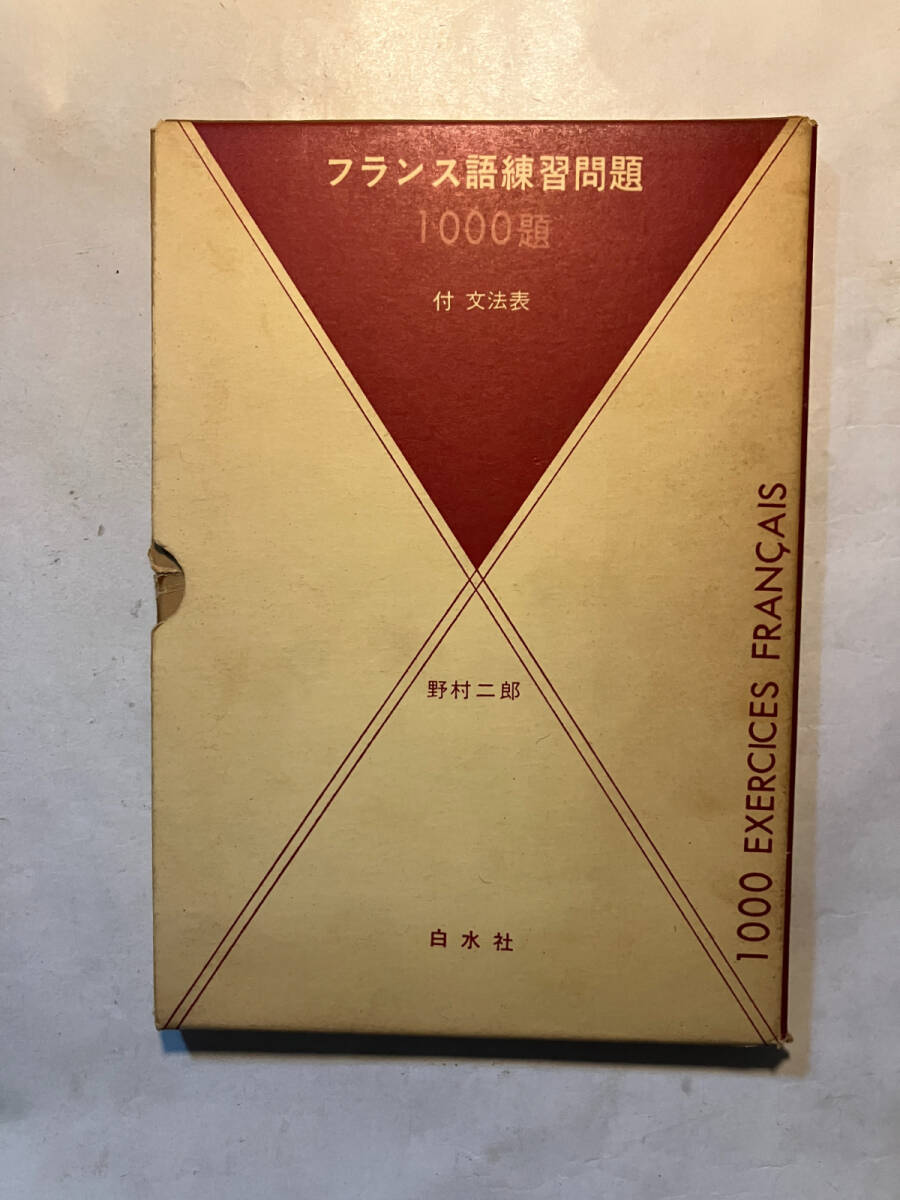 フランス語練習問題
1000題
付 文法表
野村二郎
白水社
1000 EXERCICES FRANÇAIS